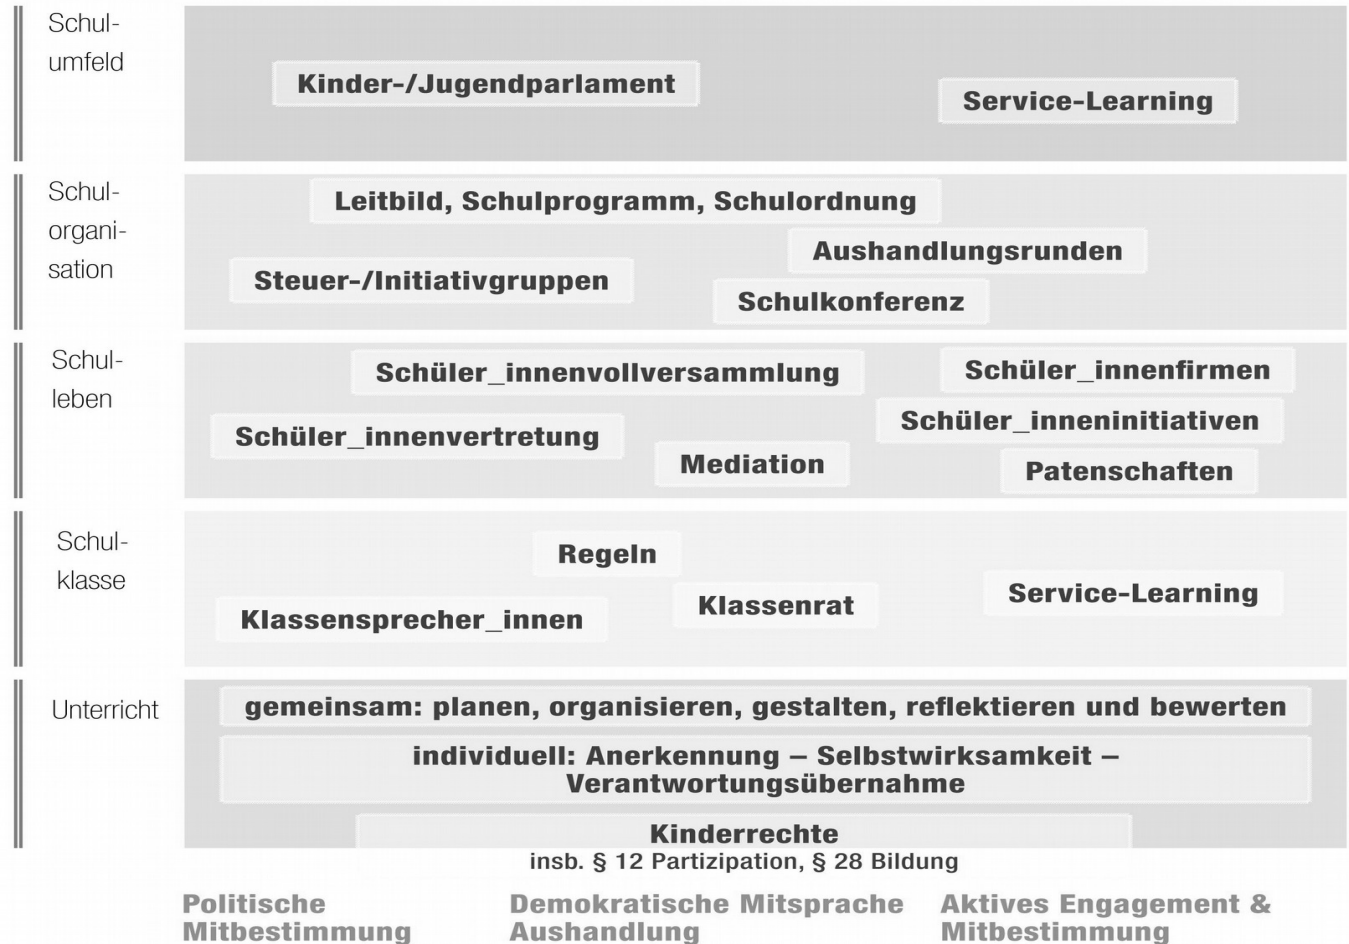 Schul-
umfeld
Kinder-/Jugendparlament
Service-Learning
Schul-
organi-
sation
Leitbild, Schulprogramm, Schulordnung
Aushandlungsrunden
Steuer-/Initiativgruppen
Schulkonferenz
Schul-
leben
Schüler_innenvollversammlung
Schüler_innenfirmen
Schüler_inneninitiativen
Schüler_innenvertretung
Mediation
Patenschaften
Schul-
klasse
Regeln
Service-Learning
Klassenrat
Klassensprecher_innen
Unterricht
gemeinsam: planen, organisieren, gestalten, reflektieren und bewerten
individuell: Anerkennung – Selbstwirksamkeit –
Verantwortungsübernahme
Kinderrechte
insb. § 12 Partizipation, § 28 Bildung
Politische
Mitbestimmung
Demokratische Mitsprache
Aushandlung
Aktives Engagement &
Mitbestimmung